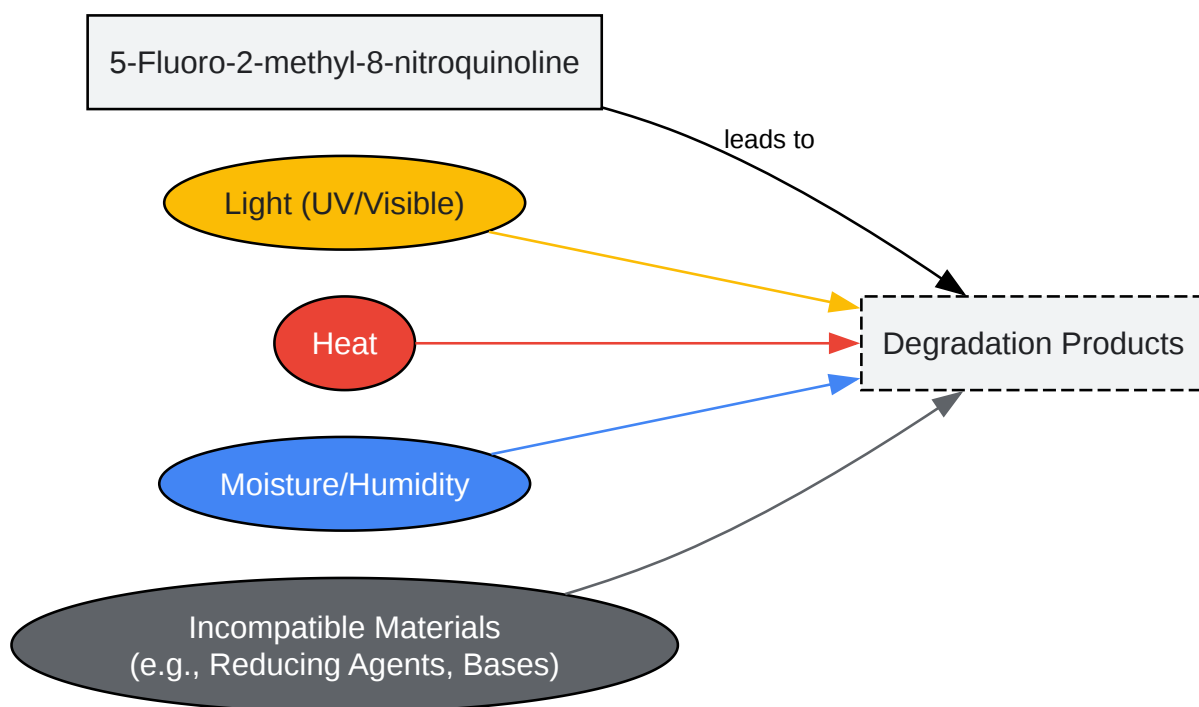 5-Fluoro-2-methyl-8-nitroquinoline
leads to
Light (UV/Visible)
Heat
Degradation Products
Moisture/Humidity
Incompatible Materials
(e.g., Reducing Agents, Bases)